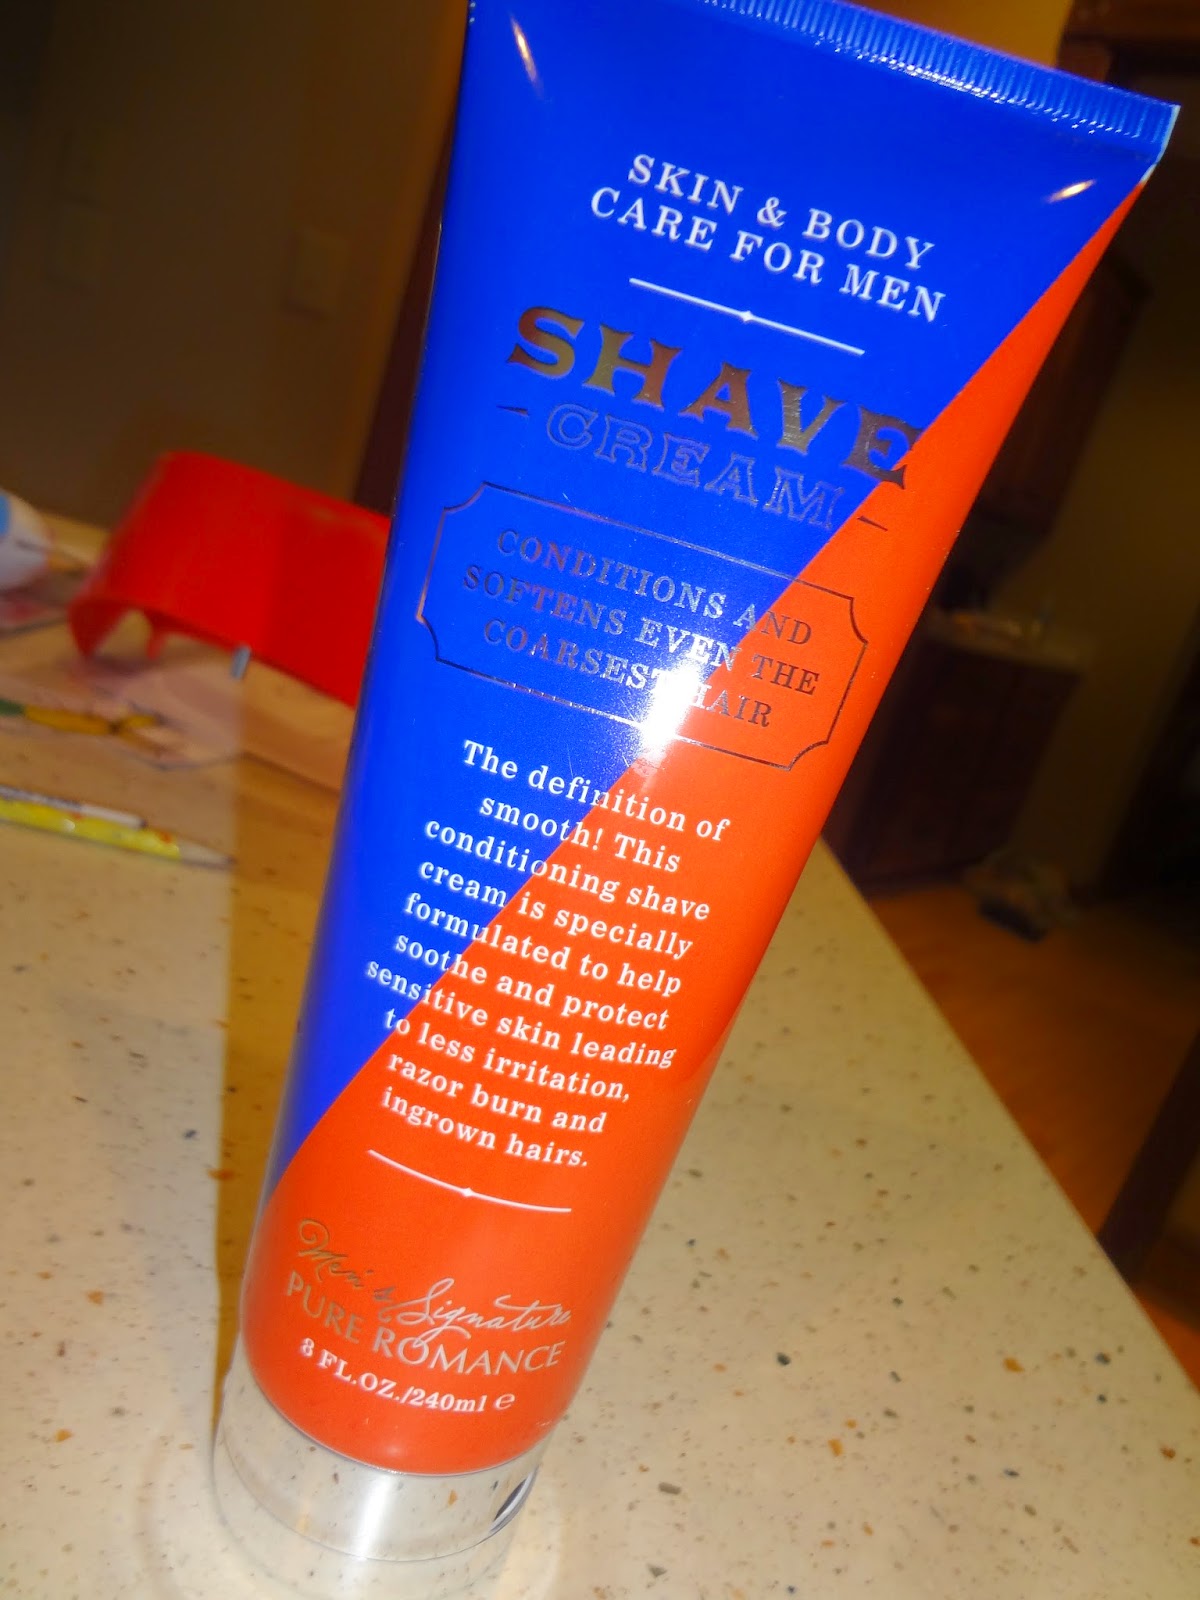 SKIN & BODY
CARE FOR MEN
SHAVE
CREAM
CONDITIONS AND
SOFTENS EVEN THE
COARSEST HAIR
The definition of
smooth! This
conditioning shave
cream is specially
formulated to help
soothe and protect
sensitive skin leading
to less irritation,
razor burn and
ingrown hairs.
Men's Signature
PURE ROMANCE
8 FL.OZ./240ml ℮